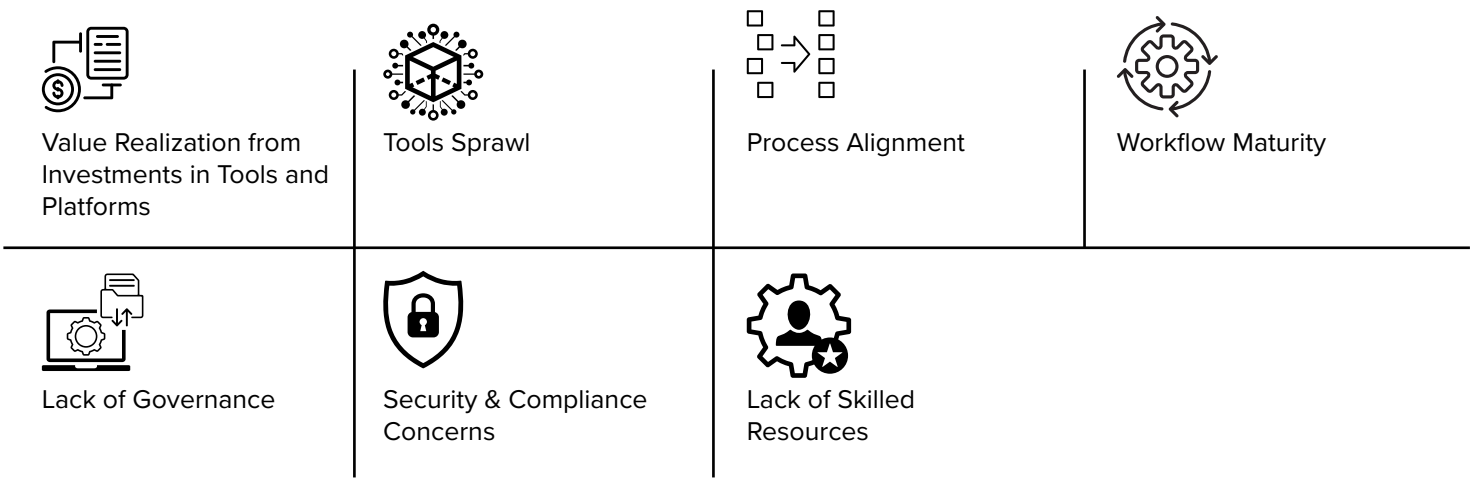 Value Realization from
Investments in Tools and
Platforms
Tools Sprawl
Process Alignment
Workflow Maturity
Lack of Governance
Security & Compliance
Concerns
Lack of Skilled
Resources